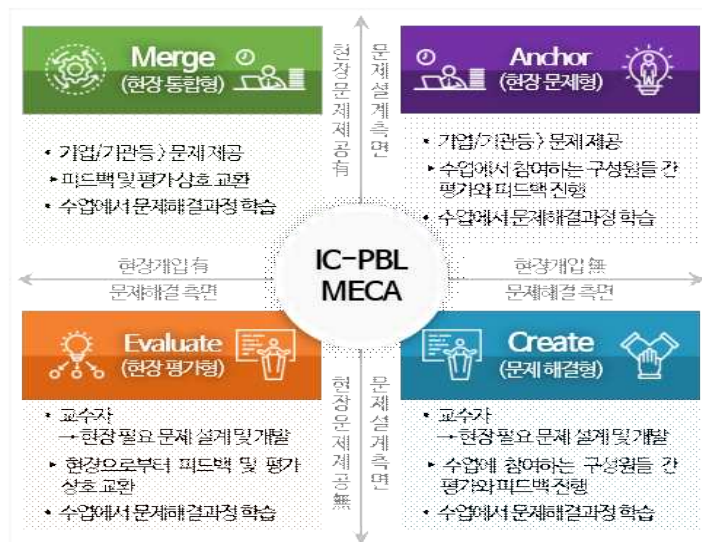 Merge
(현장 통합형)
• 기업/기관등 > 문제 제공
▸ 피드백 및 평가 상호 교환
• 수업에서 문제해결과정 학습
현장문제제공 有
문제설계측면
Anchor
(현장 문제형)
• 기업/기관등 > 문제 제공
▸ 수업에서 참여하는 구성원들 간
평가와 피드백 진행
• 수업에서 문제해결과정 학습
현장개입 有
문제해결 측면
IC-PBL
MECA
현장개입 無
문제해결 측면
Evaluate
(현장 평가형)
• 교수자
→ 현장 필요 문제 설계 및 개발
▸ 현장으로부터 피드백 및 평가
상호 교환
• 수업에서 문제해결과정 학습
현장문제제공 無
문제설계측면
Create
(문제 해결형)
• 교수자
→ 현장 필요 문제 설계 및 개발
▸ 수업에 참여하는 구성원들 간
평가와 피드백 진행
• 수업에서 문제해결과정 학습